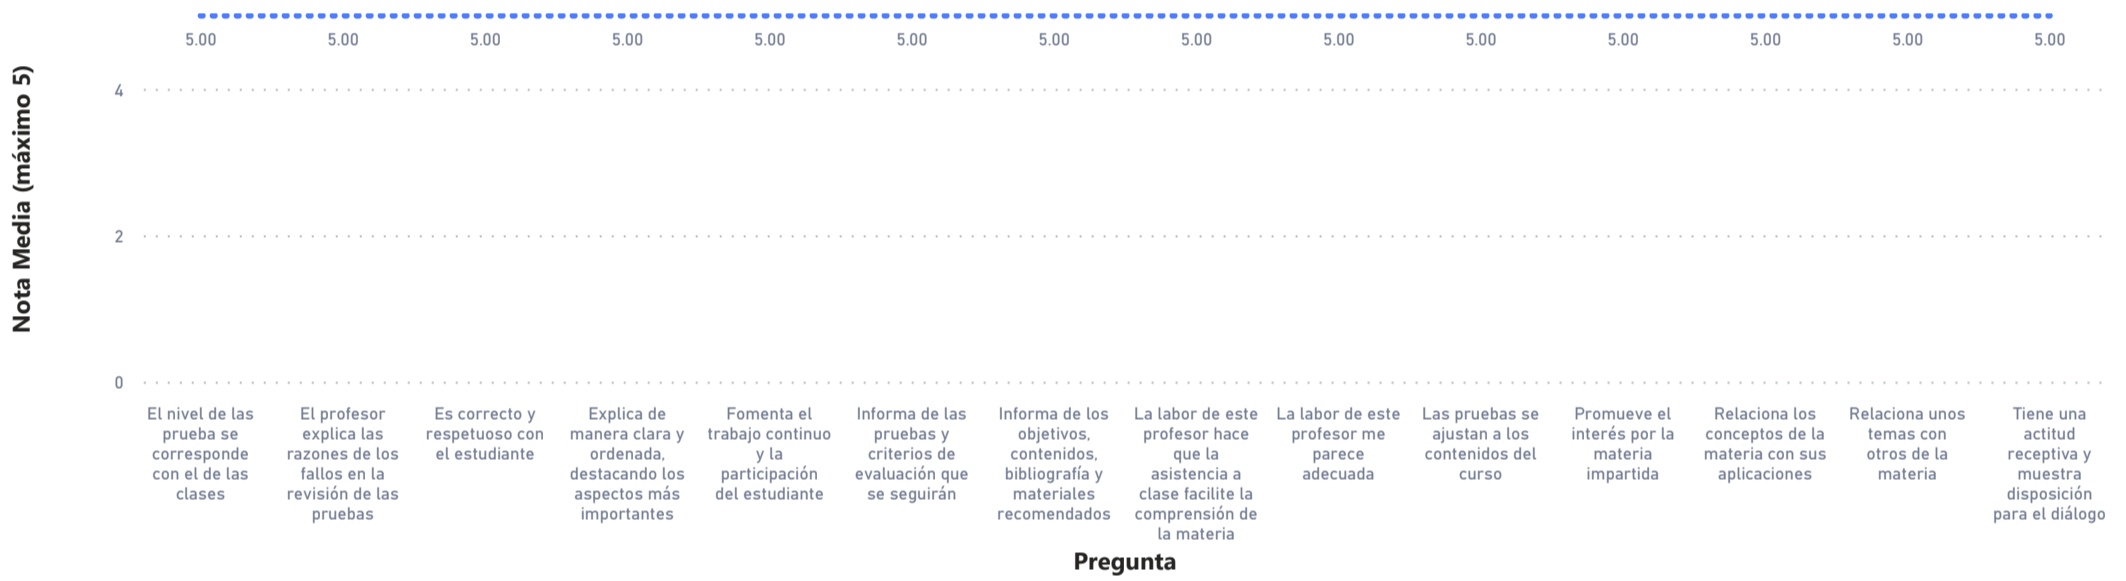 5.00 5.00 5.00 5.00 5.00 5.00 5.00 5.00 5.00 5.00 5.00 5.00 5.00 5.00
Nota Media (máximo 5)
4
2
0
El nivel de las
prueba se
corresponde
con el de las
clases
El profesor
explica las
razones de los
fallos en la
revisión de las
pruebas
Es correcto y
respetuoso con
el estudiante
Explica de
manera clara y
ordenada,
destacando los
aspectos más
importantes
Fomenta el
trabajo continuo
y la
participación
del estudiante
Informa de las
pruebas y
criterios de
evaluación que
se seguirán
Informa de los
objetivos,
contenidos,
bibliografía y
materiales
recomendados
La labor de este
profesor hace
que la
asistencia a
clase facilite la
comprensión de
la materia
La labor de este
profesor me
parece
adecuada
Las pruebas se
ajustan a los
contenidos del
curso
Promueve el
interés por la
materia
impartida
Relaciona los
conceptos de la
materia con sus
aplicaciones
Relaciona unos
temas con
otros de la
materia
Tiene una
actitud
receptiva y
muestra
disposición
para el diálogo
Pregunta